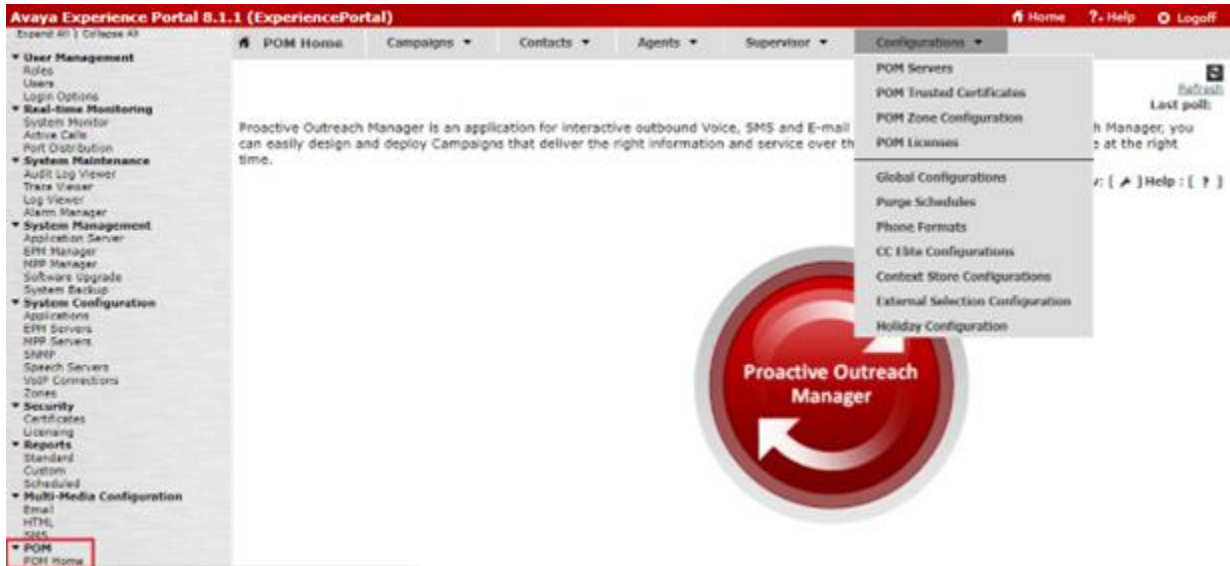 Avaya Experience Portal 8.1.1 (ExperiencePortal)
Home ?. Help Logoff
Expand All | Collapse All
▼ User Management
Roles
Users
Login Options
▼ Real-time Monitoring
System Monitor
Active Calls
Port Distribution
▼ System Maintenance
Audit Log Viewer
Trace Viewer
Log Viewer
Alarm Manager
▼ System Management
Application Server
EPM Manager
MPP Manager
Software Upgrade
System Backup
▼ System Configuration
Applications
EPM Servers
MPP Servers
SNMP
Speech Servers
VoIP Connections
Zones
▼ Security
Certificates
Licensing
▼ Reports
Standard
Custom
Scheduled
▼ Multi-Media Configuration
Email
HTML
SMS
▼ POM
POM Home
POM Home Campaigns ▼ Contacts ▼ Agents ▼ Supervisor ▼ Configurations ▼
POM Servers
POM Trusted Certificates
POM Zone Configuration
POM Licenses
Global Configurations
Purge Schedules
Phone Formats
CC Elite Configurations
Context Store Configurations
External Selection Configuration
Holiday Configuration
Refresh
Last poll:
Proactive Outreach Manager is an application for interactive outbound Voice, SMS and E-mail h Manager, you
can easily design and deploy Campaigns that deliver the right information and service over th e at the right
time.
: [ ] Help : [ ? ]
Proactive Outreach
Manager